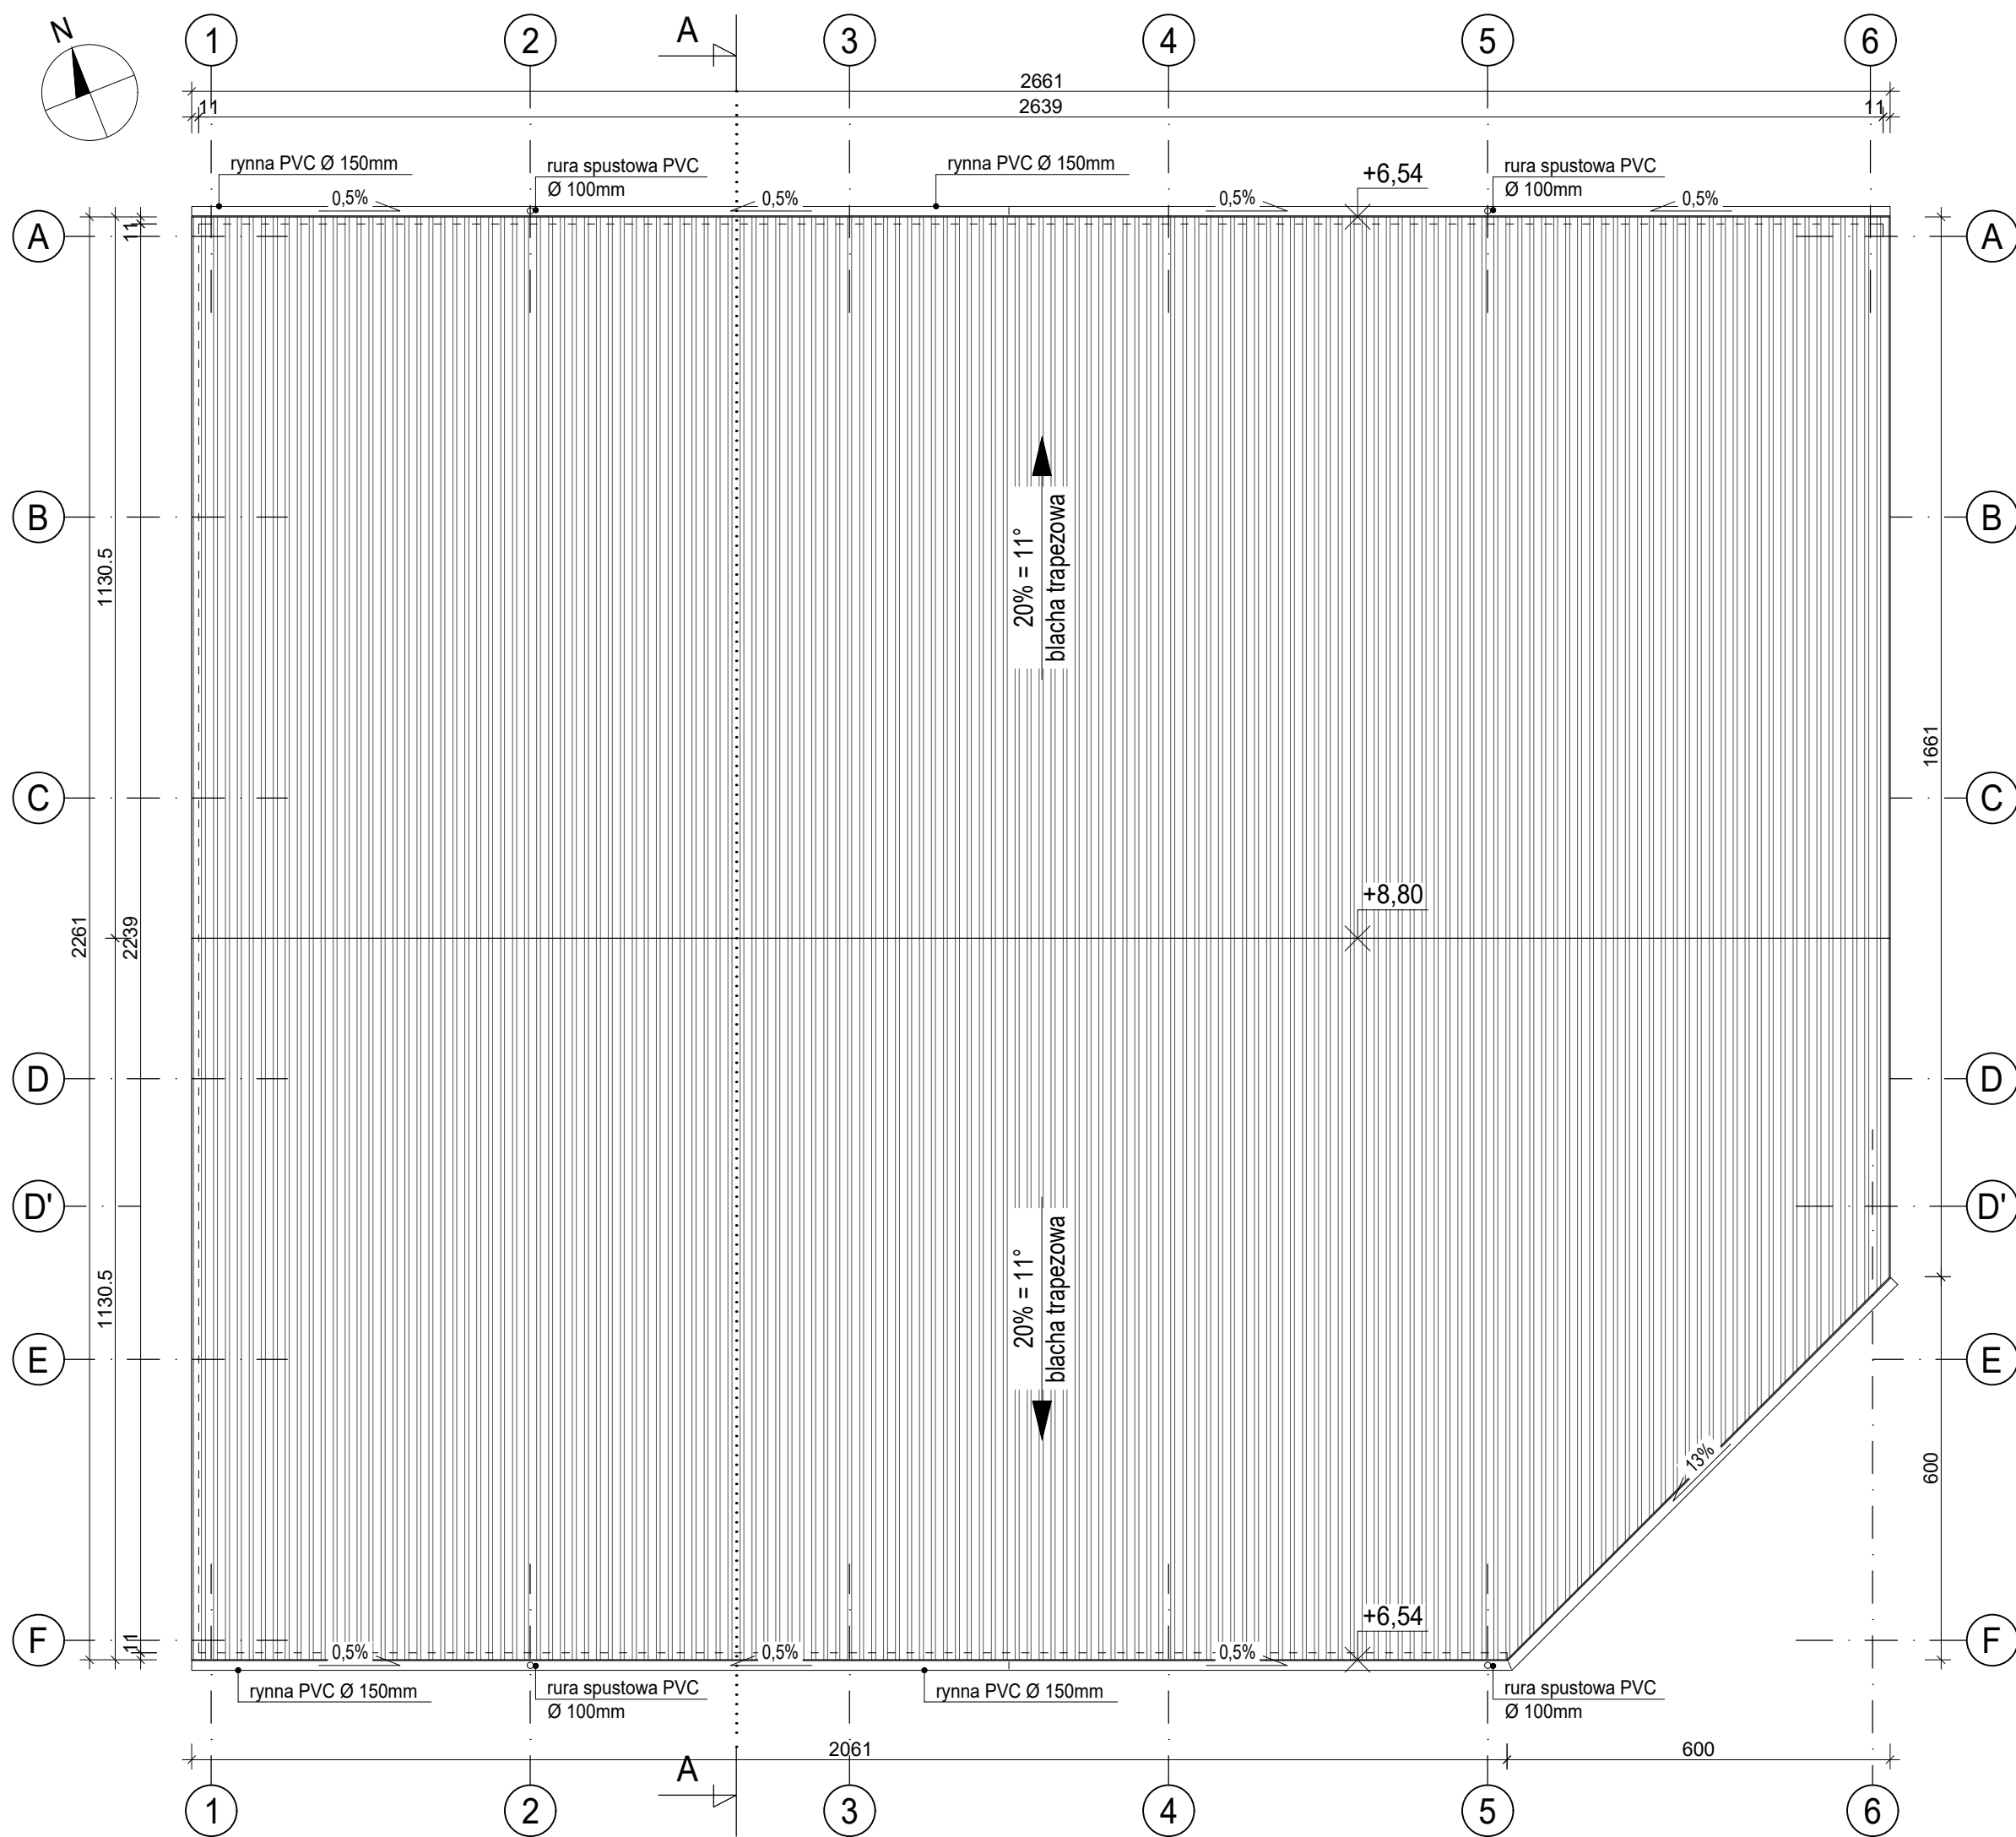 N
1
2
A
3
4
5
6
2661
11
2639
11
rynna PVC Ø 150mm
rura spustowa PVC
Ø 100mm
rynna PVC Ø 150mm
+6,54
rura spustowa PVC
Ø 100mm
0,5%
0,5%
0,5%
0,5%
A
11
A
B
B
1130.5
20% = 11°
blacha trapezowa
1661
C
C
+8,80
2261
2239
D
D
D'
D'
1130.5
20% = 11°
blacha trapezowa
E
E
13%
600
F
11
+6,54
F
0,5%
0,5%
0,5%
rynna PVC Ø 150mm
rura spustowa PVC
Ø 100mm
rynna PVC Ø 150mm
rura spustowa PVC
Ø 100mm
2061
600
A
1
2
3
4
5
6